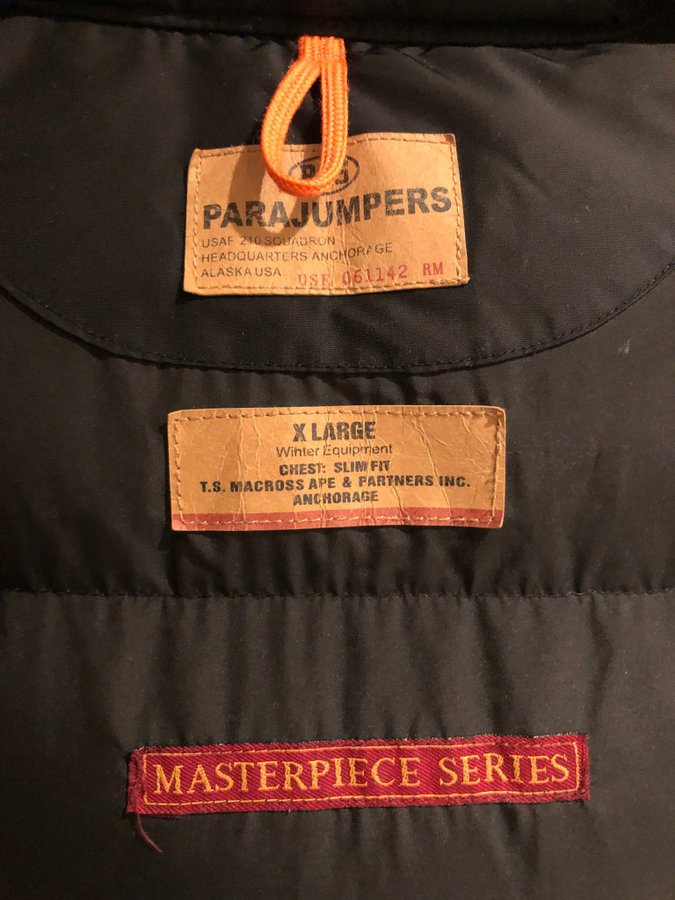 PARAJUMPERS
USAF 210 SQUADRON
HEADQUARTERS ANCHORAGE
ALASKA USA
USE 061142 RM
X LARGE
Winter Equipment
CHEST: SLIM FIT
T.S. MACROSS APE & PARTNERS INC.
ANCHORAGE
MASTERPIECE SERIES